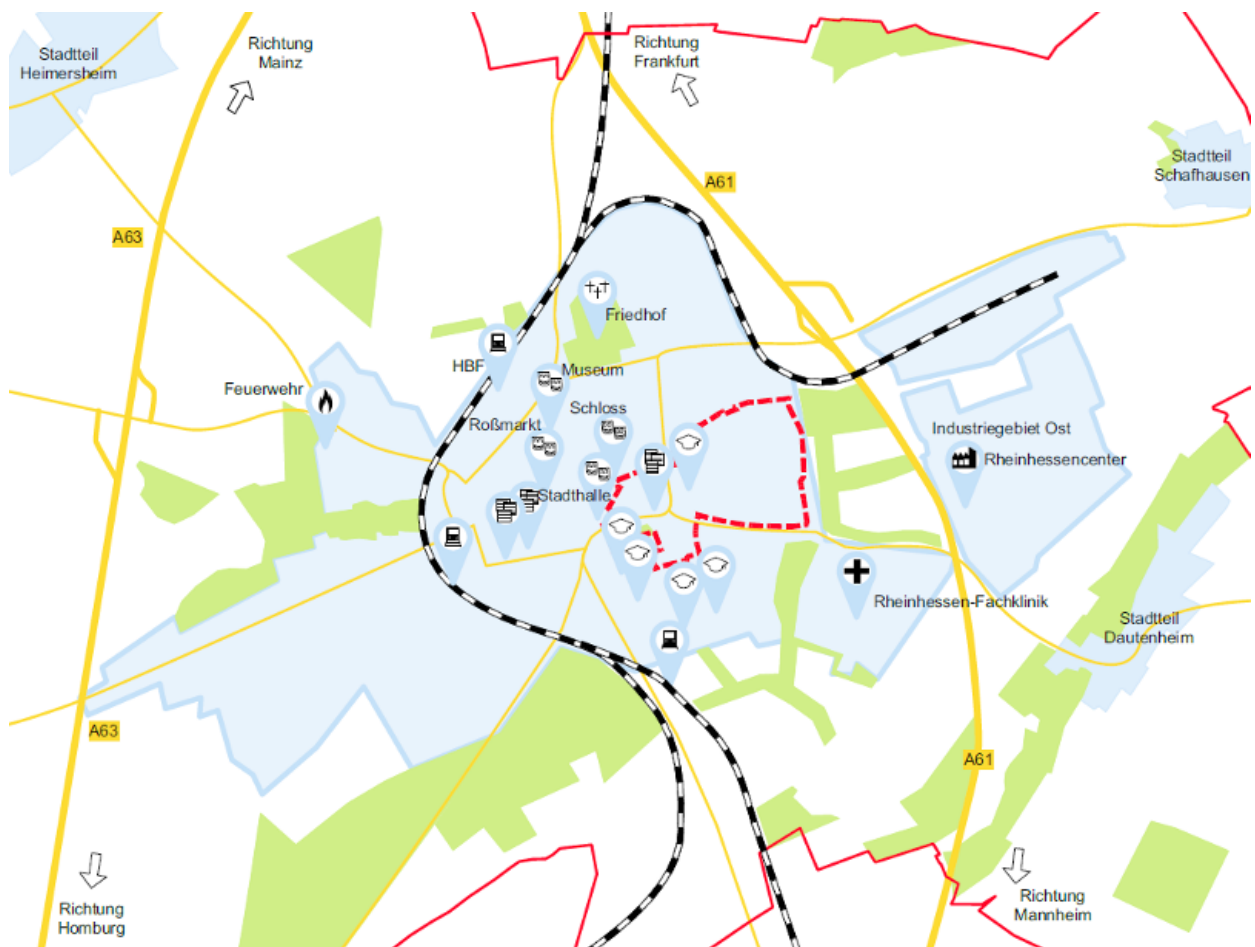 Richtung
Mainz
Richtung
Frankfurt
Stadtteil
Heimersheim
Stadtteil
Schafhausen
A61
A63
Friedhof
HBF
Museum
Feuerwehr
Schloss
Roßmarkt
Industriegebiet Ost
Rheinhessencenter
Stadthalle
Rheinhessen-Fachklinik
Stadtteil
Dautenheim
A63
A61
Richtung
Homburg
Richtung
Mannheim